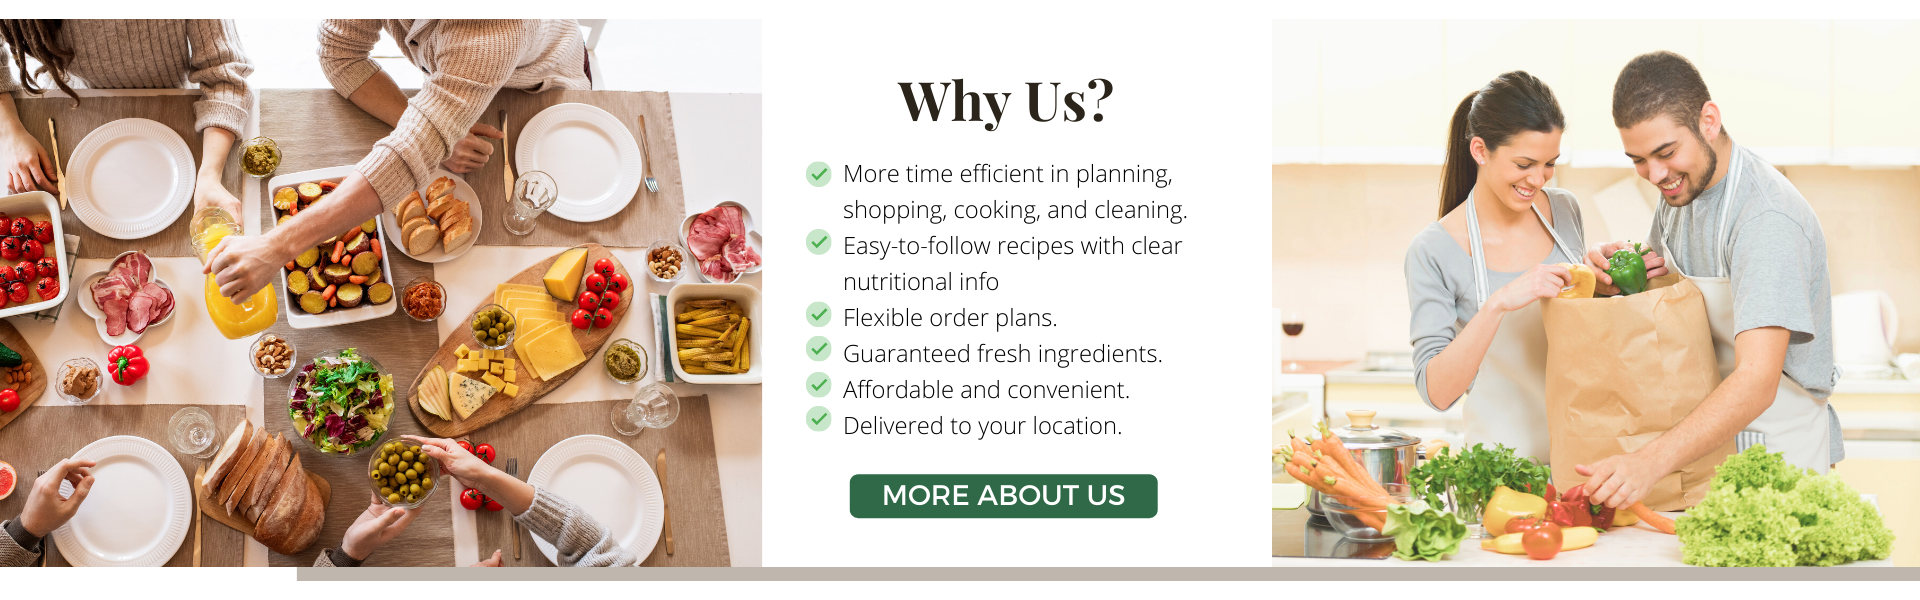 Why Us?
More time efficient in planning,
shopping, cooking, and cleaning.
Easy-to-follow recipes with clear
nutritional info
Flexible order plans.
Guaranteed fresh ingredients.
Affordable and convenient.
Delivered to your location.
MORE ABOUT US